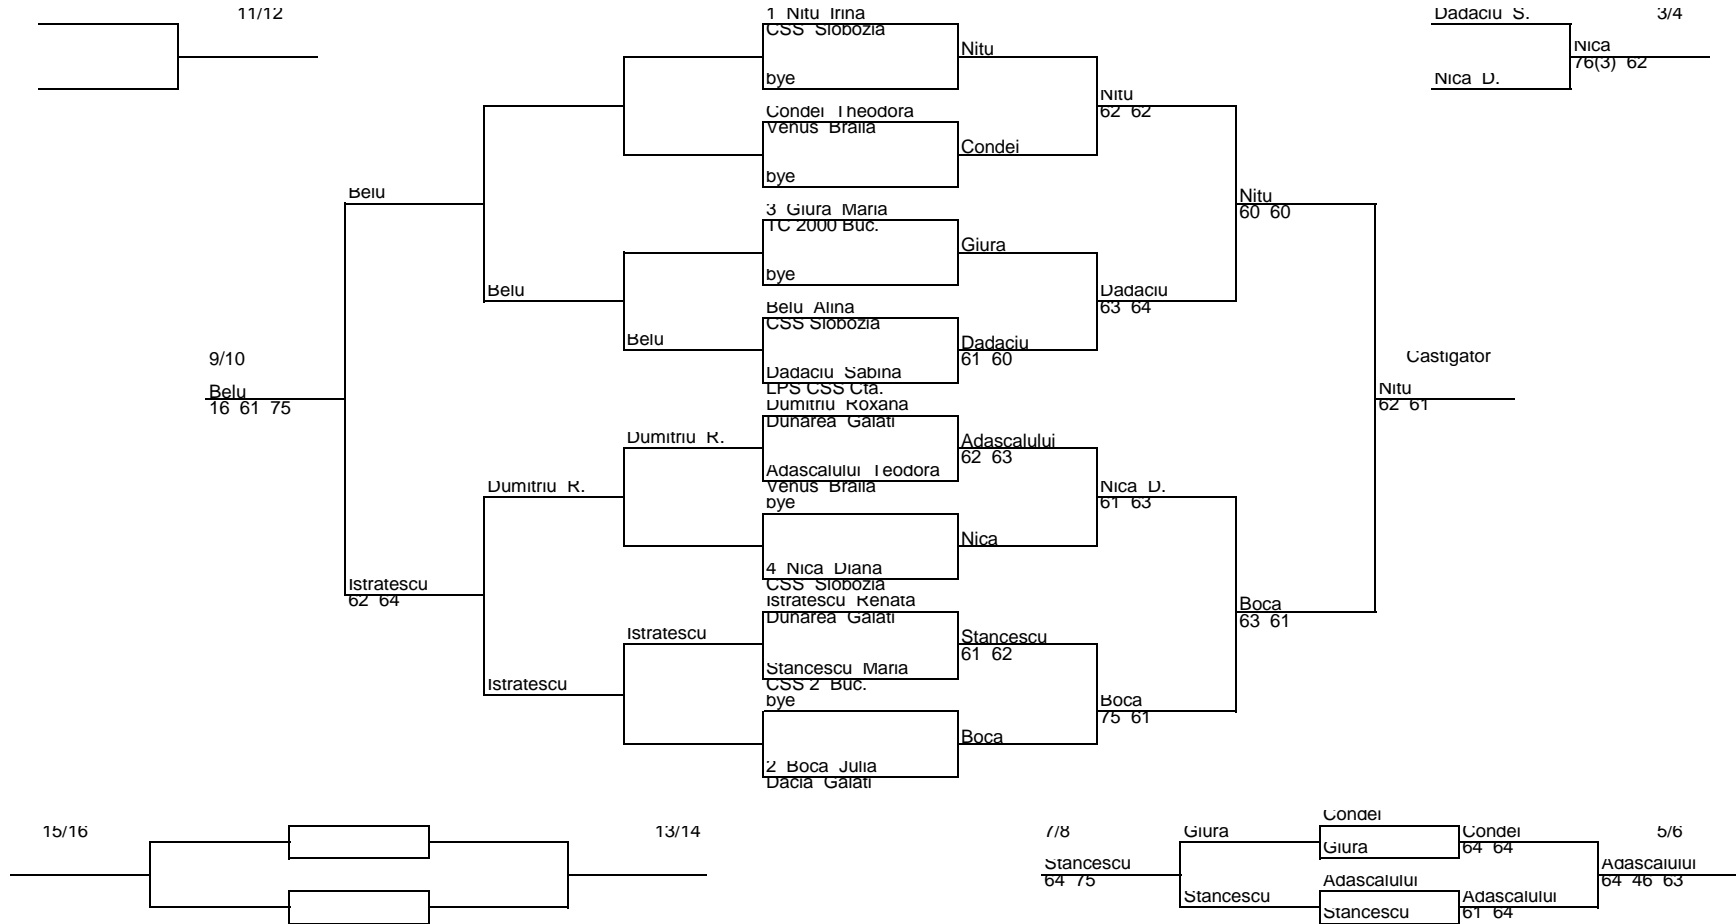 11/12
1 Nitu Irina
CSS Slobozia
bye
Nitu
Condei Theodora
Venus Braila
bye
Condei
Nitu
62 62
3 Giura Maria
TC 2000 Buc.
bye
Giura
Belu Alina
CSS Slobozia
Dadaciu Sabina
LPS CSS Cta.
Dadaciu
61 60
Dadaciu
63 64
Nitu
60 60
Dumitriu Roxana
Dunarea Galati
Adascalului Teodora
Venus Braila
Adascalului
62 63
bye
4 Nica Diana
CSS Slobozia
Nica
Nica D.
61 63
Istratescu Renata
Dunarea Galati
Stancescu Maria
CSS 2 Buc.
Stancescu
61 62
bye
2 Boca Julia
Dacia Galati
Boca
Boca
75 61
Boca
63 61
Castigator
Nitu
62 61
Dadaciu S.
3/4
Nica D.
Nica
76(3) 62
Belu
Belu
Belu
9/10
Belu
16 61 75
Dumitriu R.
Dumitriu R.
Istratescu
62 64
Istratescu
Istratescu
15/16
13/14
7/8
Stancescu
64 75
Giura
Stancescu
Condei
Giura
Adascalului
Stancescu
Condei
64 64
Adascalului
61 64
5/6
Adascalului
64 46 63